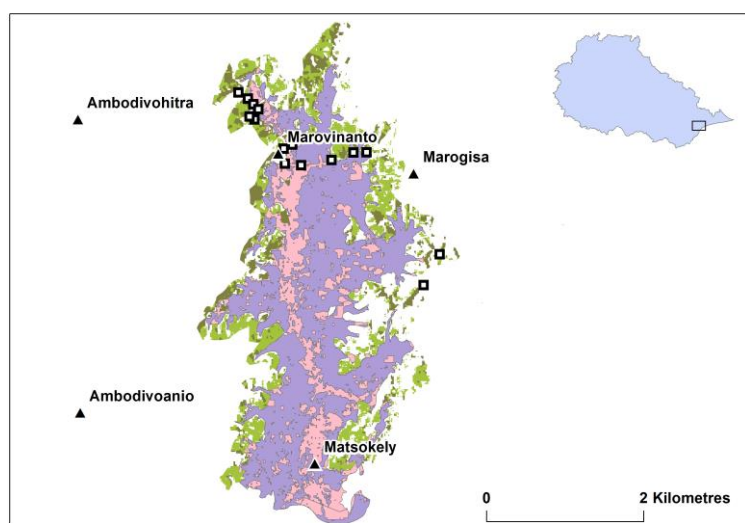 Ambodivohitra
Marovinanto
Marogisa
Ambodivoanio
Matsokely
0
2 Kilometres